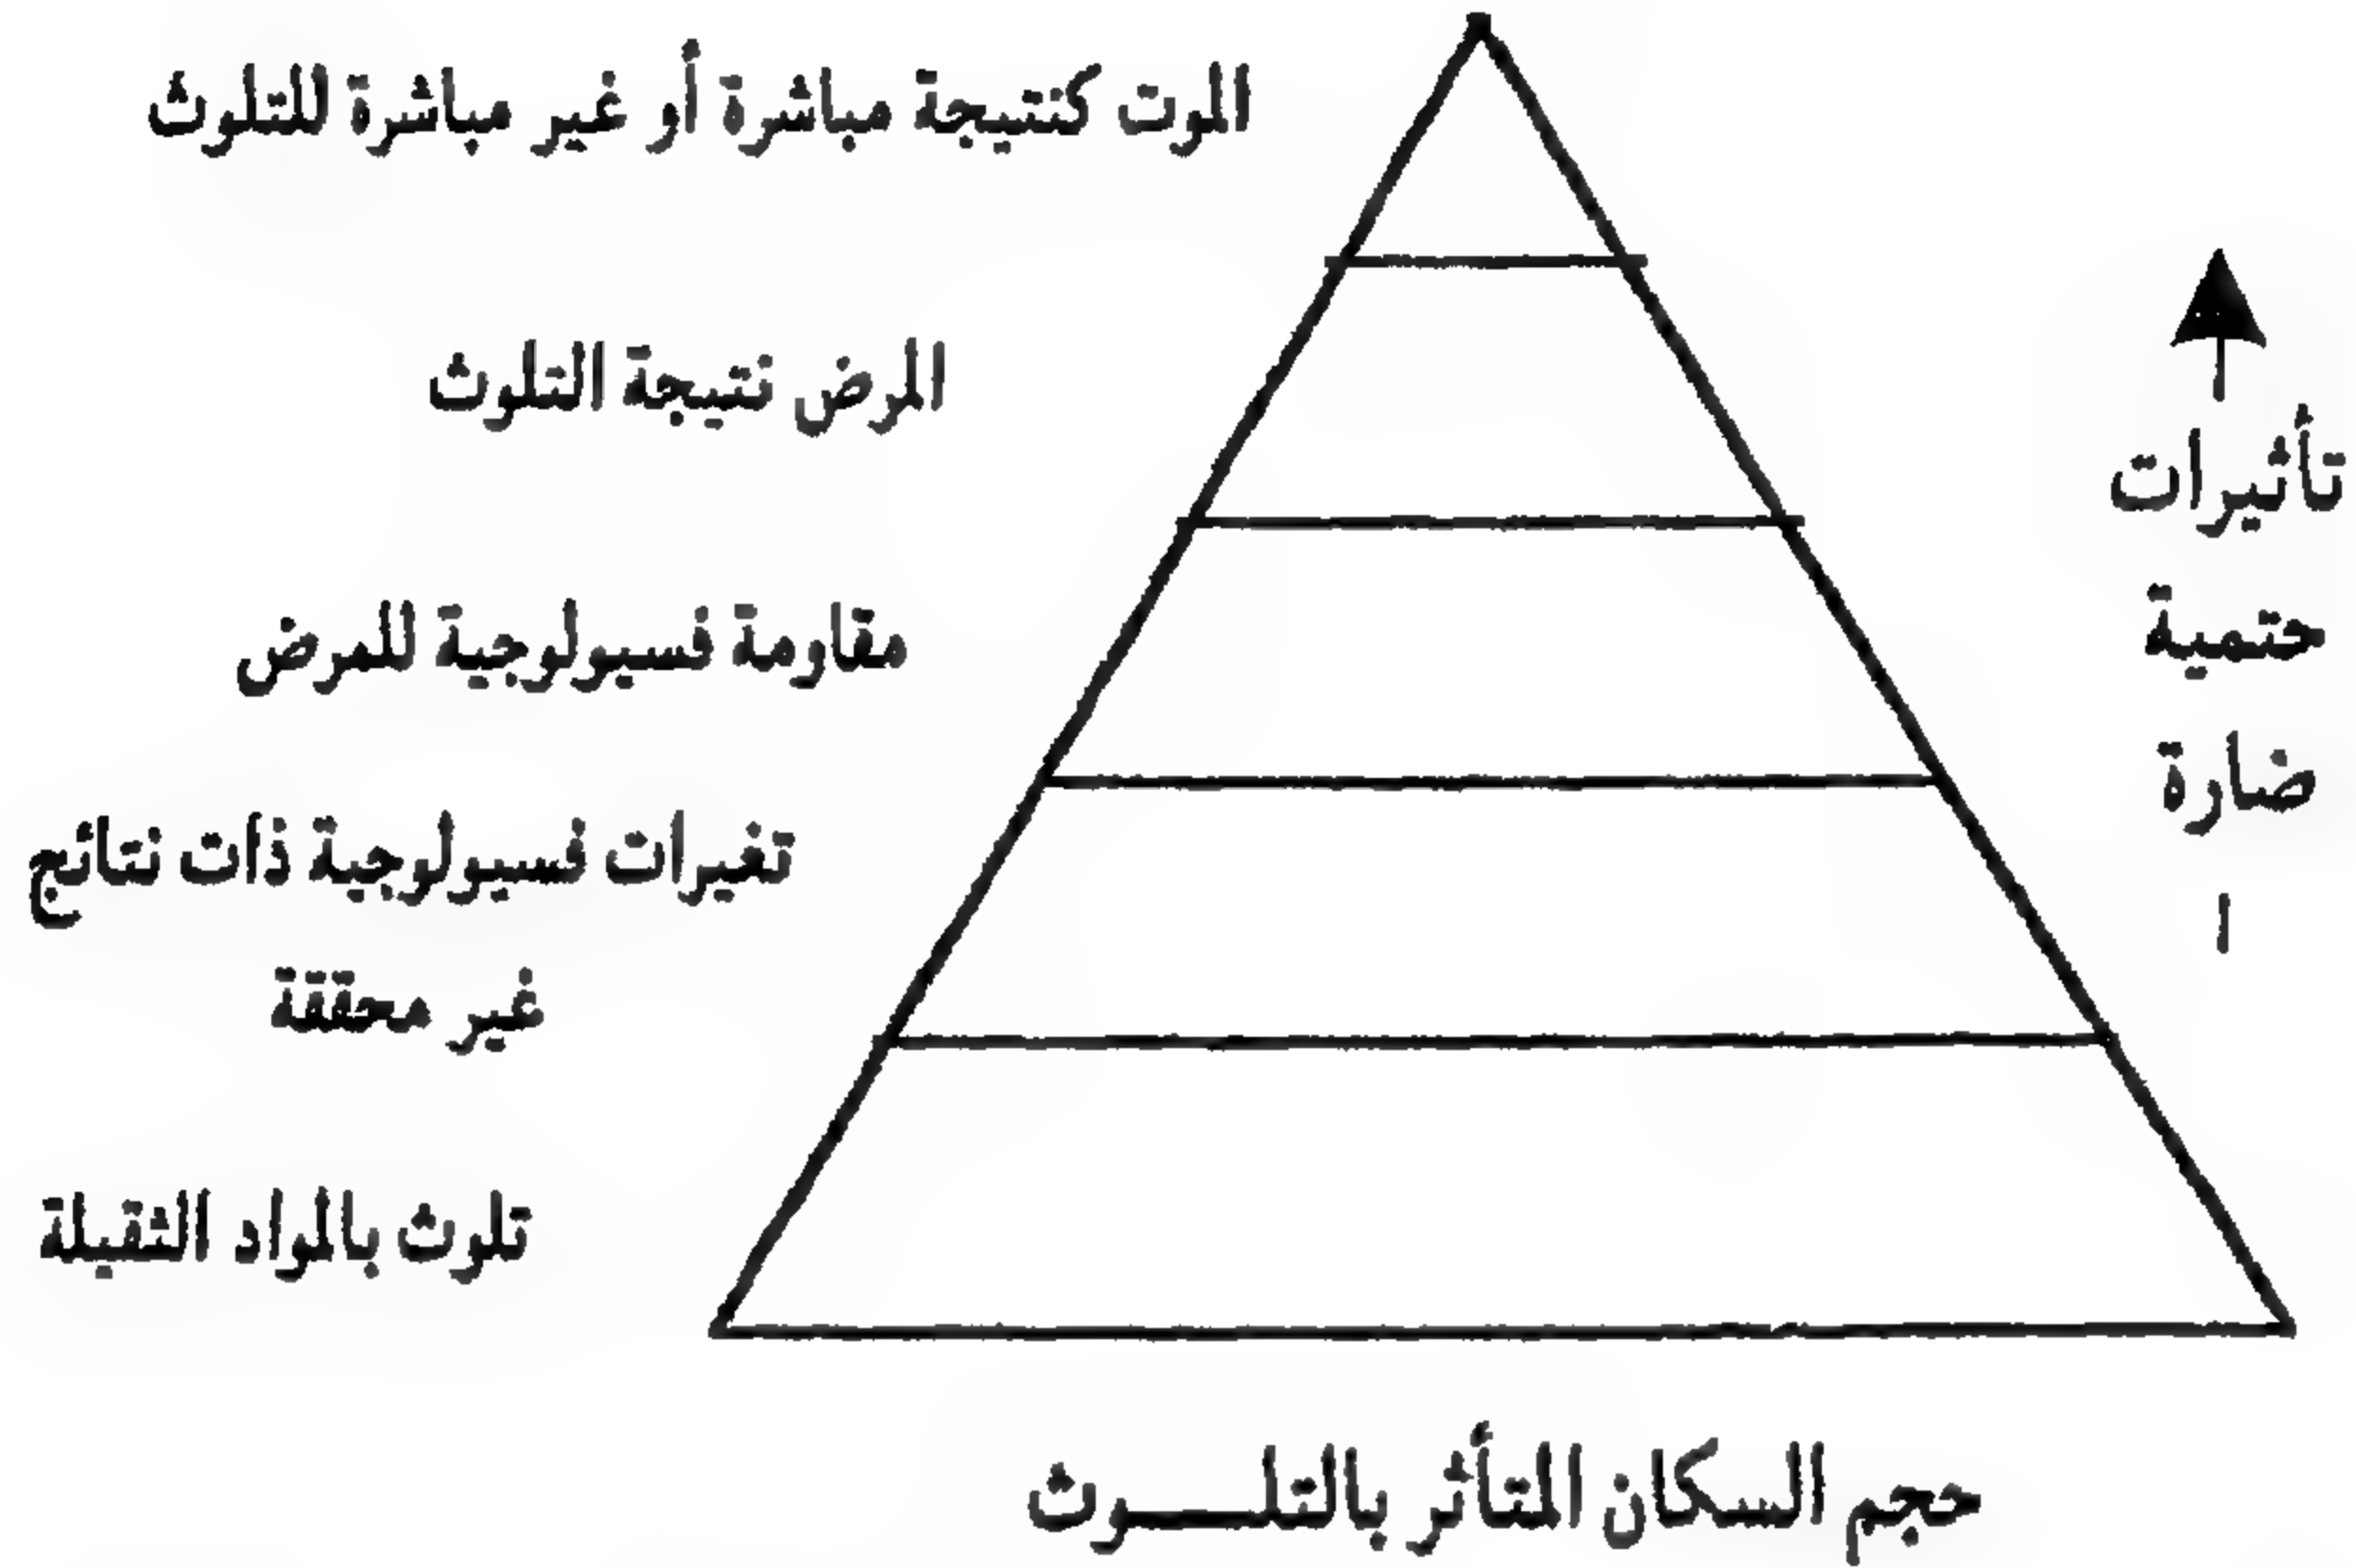 الموت كنتيجة مباشرة أو غير مباشرة للتلوث
المرض نتيجة التلوث
مقاومة فسيولوجية للمرض
تغيرات فسيولوجية ذات نتائج
غير محققة
تلوث بالمواد الثقيلة
تأثيرات
حتمية
ضارة
حجم السكان المتأثر بالتلـــوث